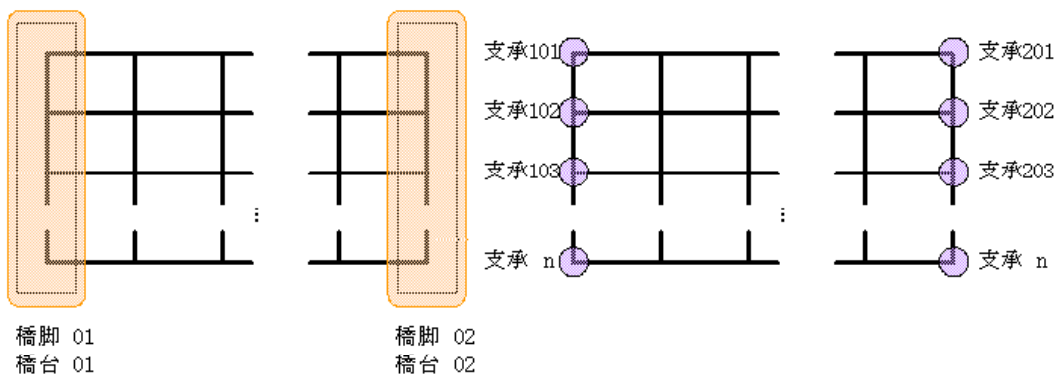 支承101
支承201
支承102
支承202
支承103
支承203
⋮
⋮
支承 n
支承 n
橋脚 01
橋脚 02
橋台 01
橋台 02